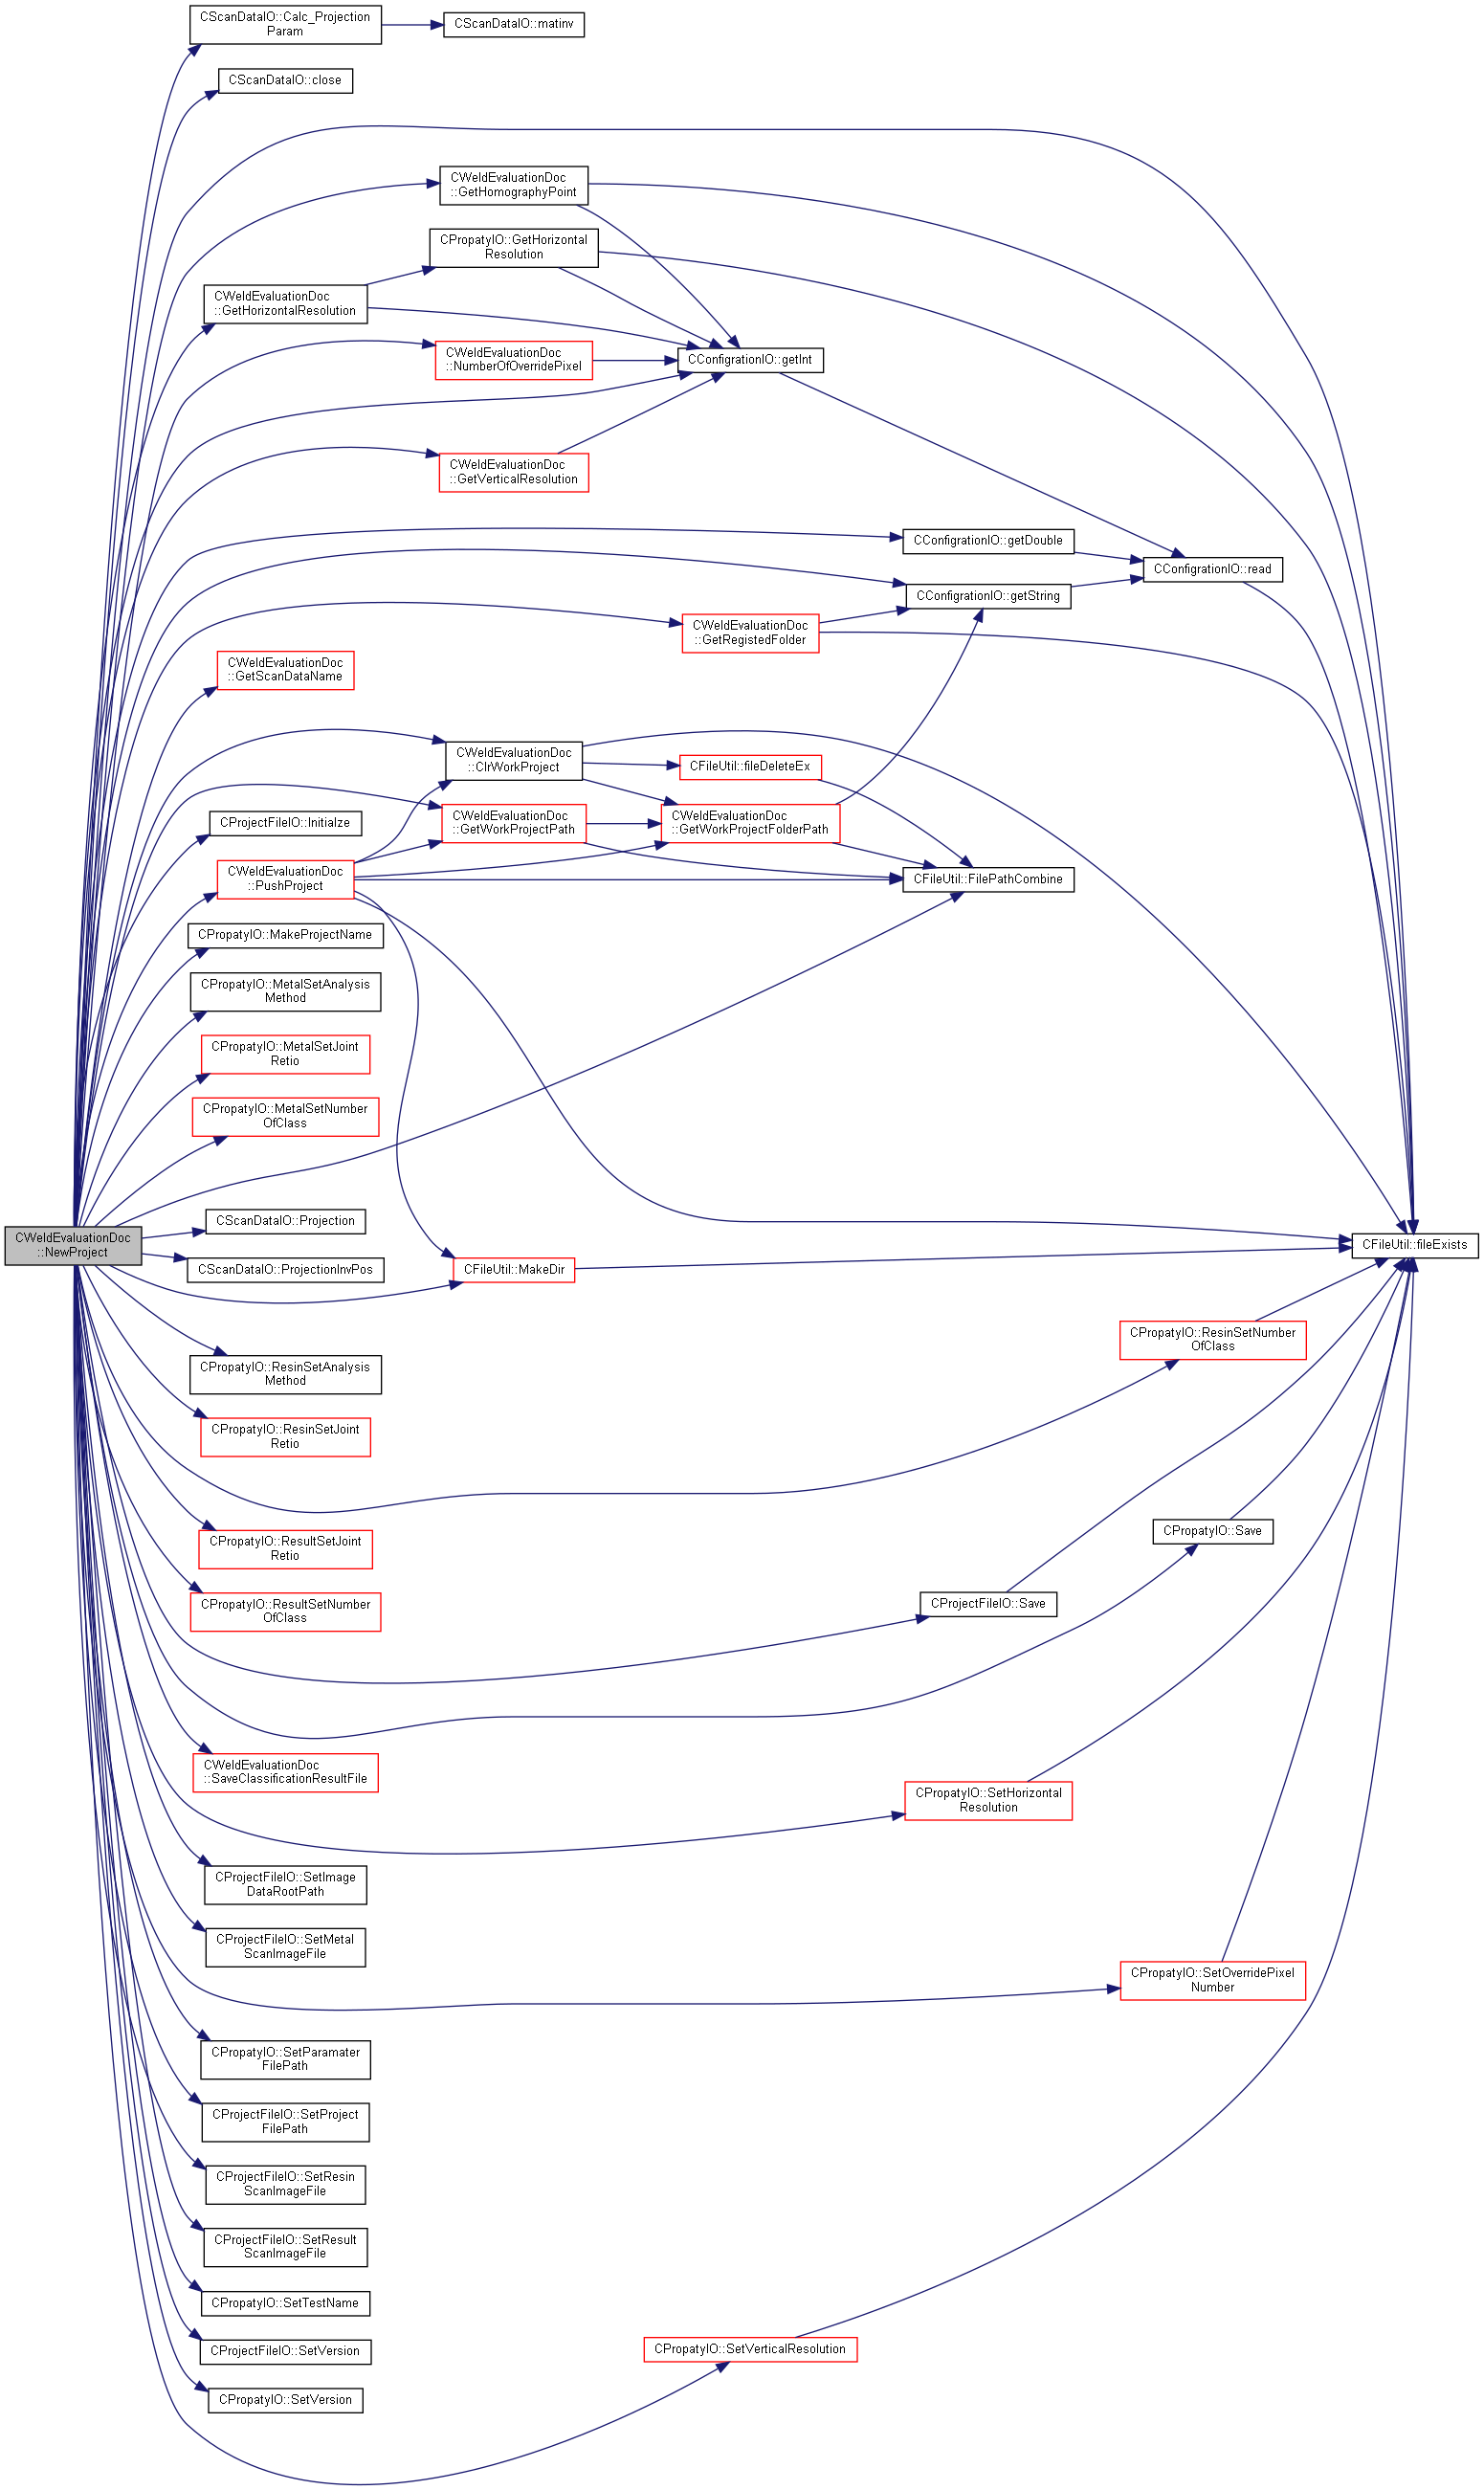 CScanDataIO::Calc_Projection
Param
CScanDataIO::matinv
CScanDataIO::close
CWeldEvaluationDoc
::GetHomographyPoint
CPropatyIO::GetHorizontal
Resolution
CWeldEvaluationDoc
::GetHorizontalResolution
CWeldEvaluationDoc
::NumberOfOverridePixel
CConfigrationIO::getInt
CWeldEvaluationDoc
::GetVerticalResolution
CConfigrationIO::getDouble
CConfigrationIO::read
CConfigrationIO::getString
CWeldEvaluationDoc
::GetRegistedFolder
CWeldEvaluationDoc
::GetScanDataName
CWeldEvaluationDoc
::ClrWorkProject
CFileUtil::fileDeleteEx
CProjectFileIO::Initialze
CWeldEvaluationDoc
::GetWorkProjectPath
CWeldEvaluationDoc
::GetWorkProjectFolderPath
CWeldEvaluationDoc
::PushProject
CFileUtil::FilePathCombine
CPropatyIO::MakeProjectName
CPropatyIO::MetalSetAnalysis
Method
CPropatyIO::MetalSetJoint
Retio
CPropatyIO::MetalSetNumber
OfClass
CScanDataIO::Projection
CWeldEvaluationDoc
::NewProject
CFileUtil::fileExists
CScanDataIO::ProjectionInvPos
CFileUtil::MakeDir
CPropatyIO::ResinSetNumber
OfClass
CPropatyIO::ResinSetAnalysis
Method
CPropatyIO::ResinSetJoint
Retio
CPropatyIO::Save
CPropatyIO::ResultSetJoint
Retio
CPropatyIO::ResultSetNumber
OfClass
CProjectFileIO::Save
CWeldEvaluationDoc
::SaveClassificationResultFile
CPropatyIO::SetHorizontal
Resolution
CProjectFileIO::SetImage
DataRootPath
CProjectFileIO::SetMetal
ScanImageFile
CPropatyIO::SetOverridePixel
Number
CPropatyIO::SetParamater
FilePath
CProjectFileIO::SetProject
FilePath
CProjectFileIO::SetResin
ScanImageFile
CProjectFileIO::SetResult
ScanImageFile
CPropatyIO::SetTestName
CProjectFileIO::SetVersion
CPropatyIO::SetVerticalResolution
CPropatyIO::SetVersion